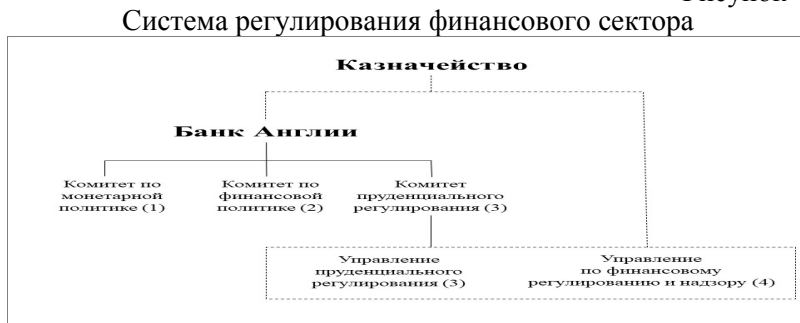 Система регулирования финансового сектора
Казначейство
Банк Англии
Комитет по
монетарной
политике (1)
Комитет по
финансовой
политике (2)
Комитет
пруденциального
регулирования (3)
Управление
пруденциального
регулирования (3)
Управление
по финансовому
регулированию и надзору (4)